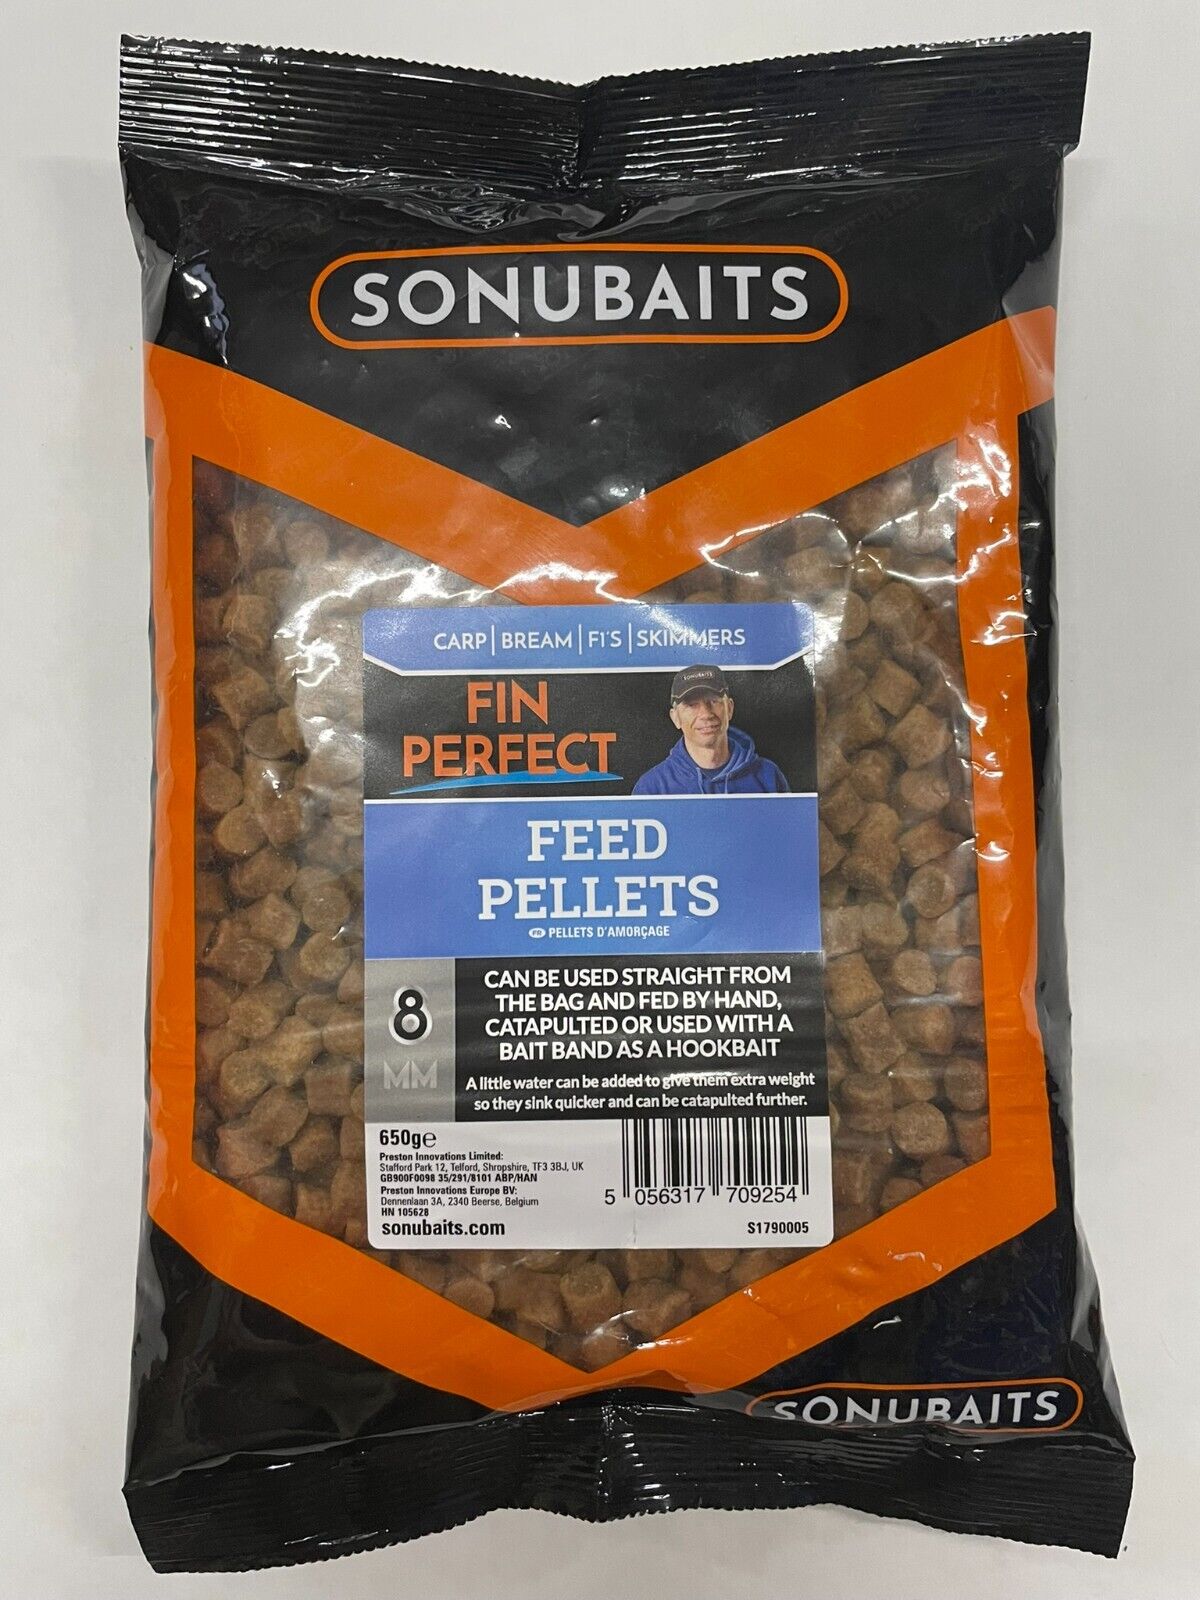 SONUBAITS
CARP | BREAM | F1'S | SKIMMERS
SONUBAITS
FIN
PERFECT
FEED
PELLETS
FR PELLETS D'AMORÇAGE
8
MM
CAN BE USED STRAIGHT FROM
THE BAG AND FED BY HAND,
CATAPULTED OR USED WITH A
BAIT BAND AS A HOOKBAIT
A little water can be added to give them extra weight
so they sink quicker and can be catapulted further.
650g℮
Preston Innovations Limited:
Stafford Park 12, Telford, Shropshire, TF3 3BJ, UK
GB900F0098 35/291/8101 ABP/HAN
Preston Innovations Europe BV:
Dennenlaan 3A, 2340 Beerse, Belgium
HN 105628
sonubaits.com
5 056317 709254
S1790005
SONUBAITS